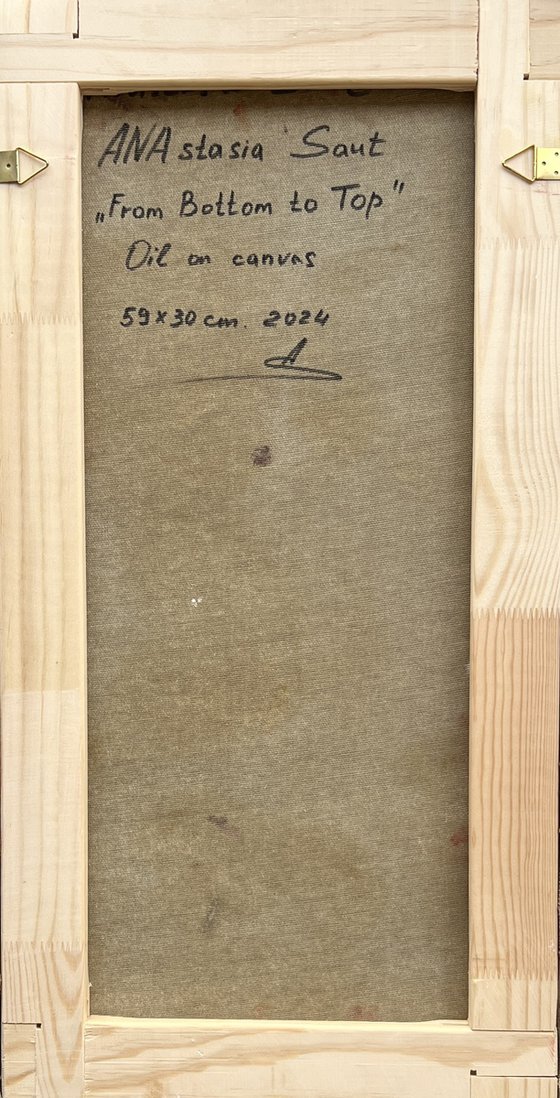 ANAstasia Saut
„From Bottom to Top"
Oil on canvas
59x30 cm. 2024